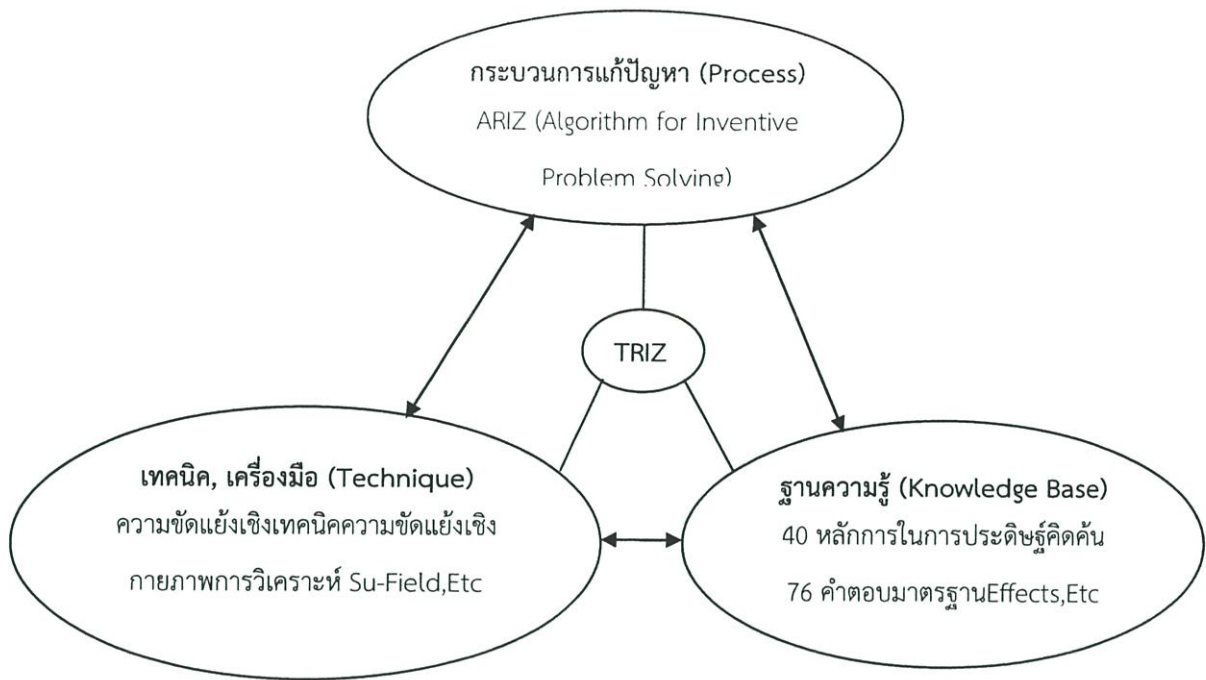 กระบวนการแก้ปัญหา (Process)
ARIZ (Algorithm for Inventive
Problem Solving)
TRIZ
เทคนิค, เครื่องมือ (Technique)
ความขัดแย้งเชิงเทคนิคความขัดแย้งเชิง
กายภาพการวิเคราะห์ Su-Field,Etc
ฐานความรู้ (Knowledge Base)
40 หลักการในการประดิษฐ์คิดค้น
76 คำตอบมาตรฐานEffects,Etc